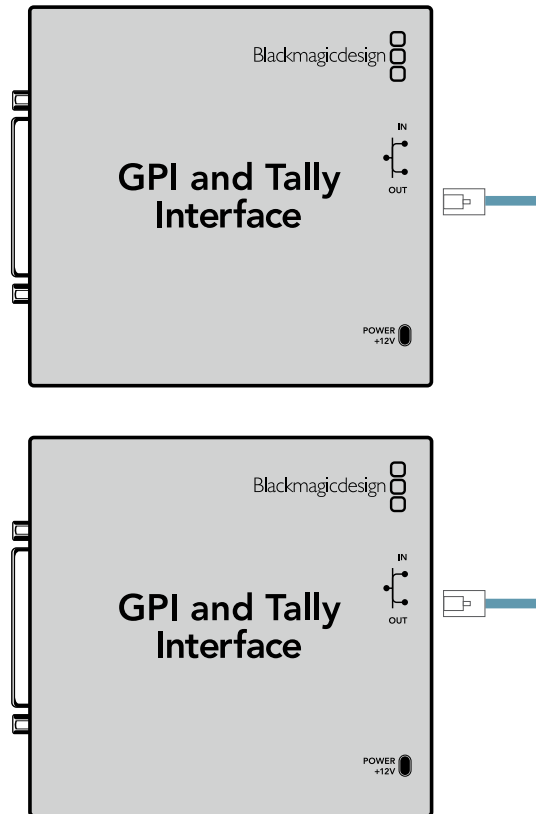 Blackmagicdesign
IN
OUT
GPI and Tally
Interface
POWER
+12V
Blackmagicdesign
IN
OUT
GPI and Tally
Interface
POWER
+12V